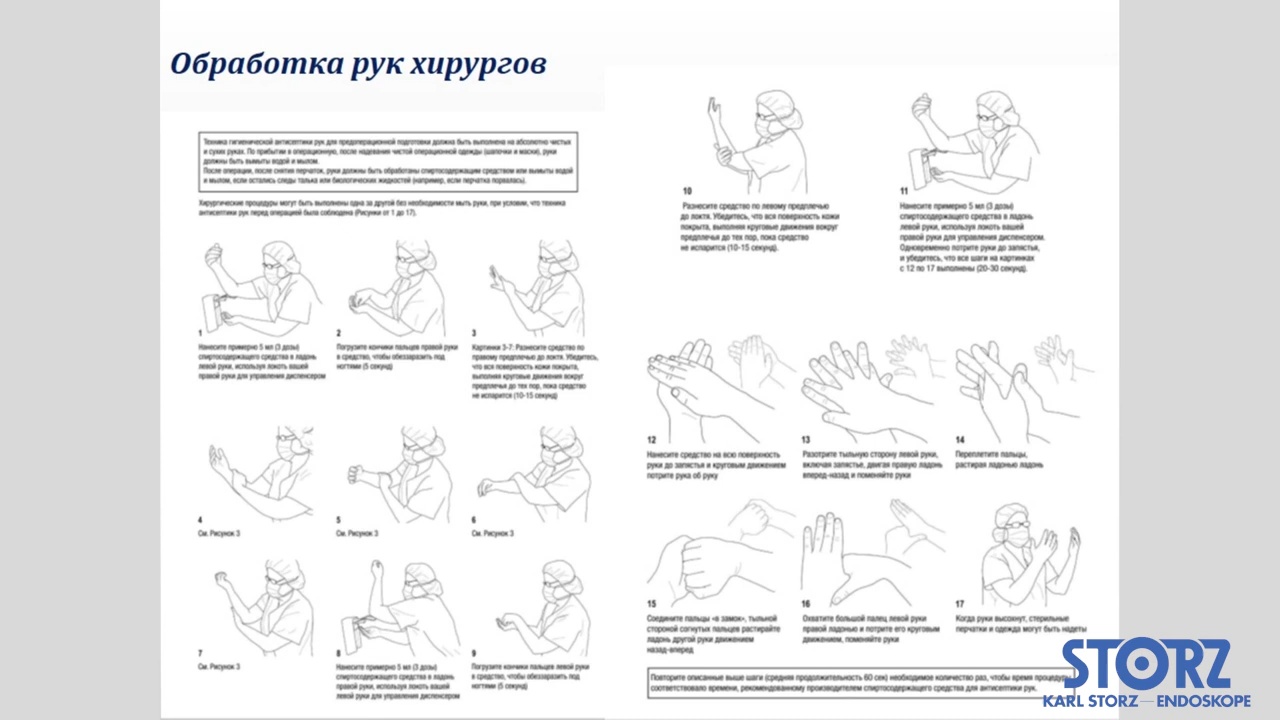 Обработка рук хирургов
Техника гигиенической антисептики рук для предоперационной подготовки должна быть выполнена на абсолютно чистых
и сухих руках. По прибытии в операционную, после надевания чистой операционной одежды (шапочки и маски), руки
должны быть вымыты водой и мылом.
После операции, после снятия перчаток, руки должны быть обработаны спиртосодержащим средством или вымыты водой
и мылом, если остались следы талька или биологических жидкостей (например, если перчатка порвалась).
Хирургические процедуры могут быть выполнены одна за другой без необходимости мыть руки, при условии, что техника
антисептики рук перед операцией была соблюдена (Рисунки от 1 до 17).
1
Нанесите примерно 5 мл (3 дозы)
спиртосодержащего средства в ладонь
левой руки, используя локоть вашей
правой руки для управления диспенсером
2
Погрузите кончики пальцев правой руки
в средство, чтобы обеззаразить под
ногтями (5 секунд)
3
Картинки 3-7: Разнесите средство по
правому предплечью до локтя. Убедитесь,
что вся поверхность кожи покрыта,
выполняя круговые движения вокруг
предплечья до тех пор, пока средство
не испарится (10-15 секунд)
4
См. Рисунок 3
5
См. Рисунок 3
6
См. Рисунок 3
7
См. Рисунок 3
8
Нанесите примерно 5 мл (3 дозы)
спиртосодержащего средства в ладонь
правой руки, используя локоть вашей
левой руки для управления диспенсером
9
Погрузите кончики пальцев левой руки
в средство, чтобы обеззаразить под
ногтями (5 секунд)
10
Разнесите средство по левому предплечью
до локтя. Убедитесь, что вся поверхность кожи
покрыта, выполняя круговые движения вокруг
предплечья до тех пор, пока средство
не испарится (10-15 секунд).
11
Нанесите примерно 5 мл (3 дозы)
спиртосодержащего средства в ладонь
левой руки, используя локоть вашей
правой руки для управления диспенсером.
Одновременно потрите руки до запястья,
и убедитесь, что все шаги на картинках
с 12 по 17 выполнены (20-30 секунд).
12
Нанесите средство на всю поверхность
руки до запястья и круговым движением
потрите рука об руку
13
Разотрите тыльную сторону левой руки,
включая запястье, двигая правую ладонь
вперед-назад и поменяйте руки
14
Переплетите пальцы,
растирая ладонью ладонь
15
Соедините пальцы «в замок», тыльной
стороной согнутых пальцев растирайте
ладонь другой руки движением
назад-вперед
16
Охватите большой палец левой руки
правой ладонью и потрите его круговым
движением, поменяйте руки
17
Когда руки высохнут, стерильные
перчатки и одежда могут быть надеты
Повторите описанные выше шаги (средняя продолжительность 60 сек) необходимое количество раз, чтобы время процедуры
соответствовало времени, рекомендованному производителем спиртосодержащего средства для антисептик рук.
STORZ
KARL STORZ—ENDOSKOPE